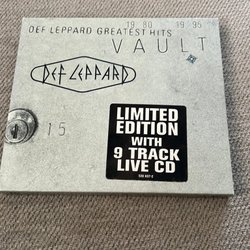 19 80 19 95
DEF LEPPARD GREATEST HITS
VAULT
DEF LEPPARD
LIMITED
EDITION
WITH
9 TRACK
LIVE CD
15